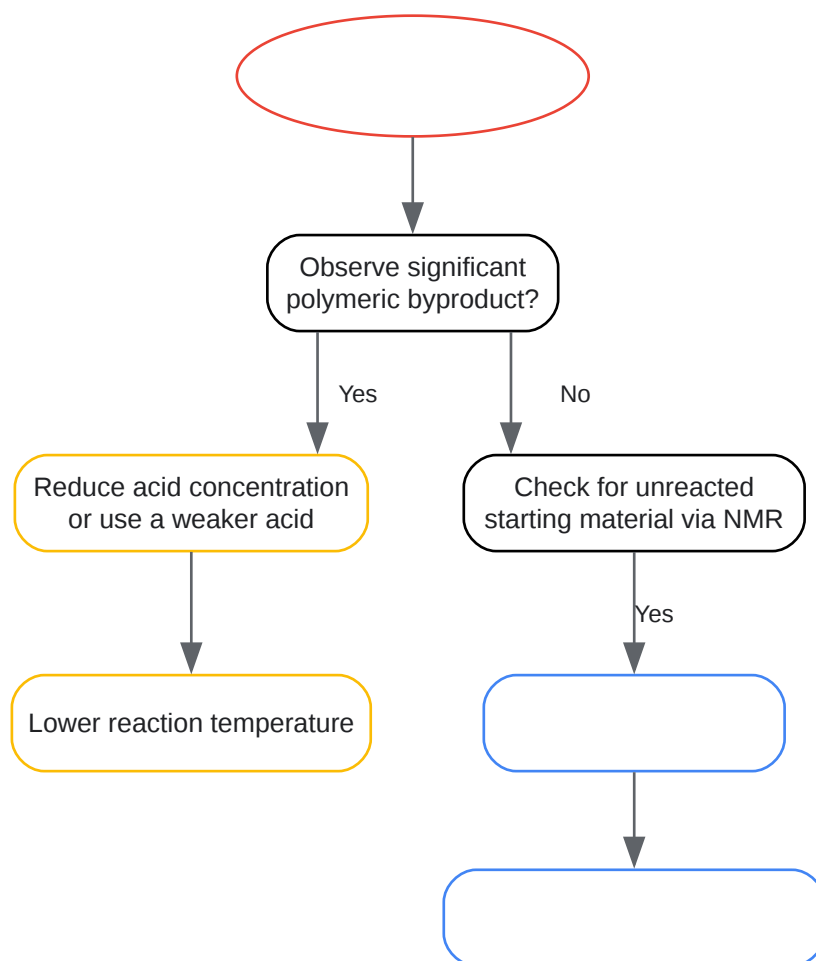 Observe significant
polymeric byproduct?
Yes
No
Reduce acid concentration
or use a weaker acid
Check for unreacted
starting material via NMR
Yes
Lower reaction temperature